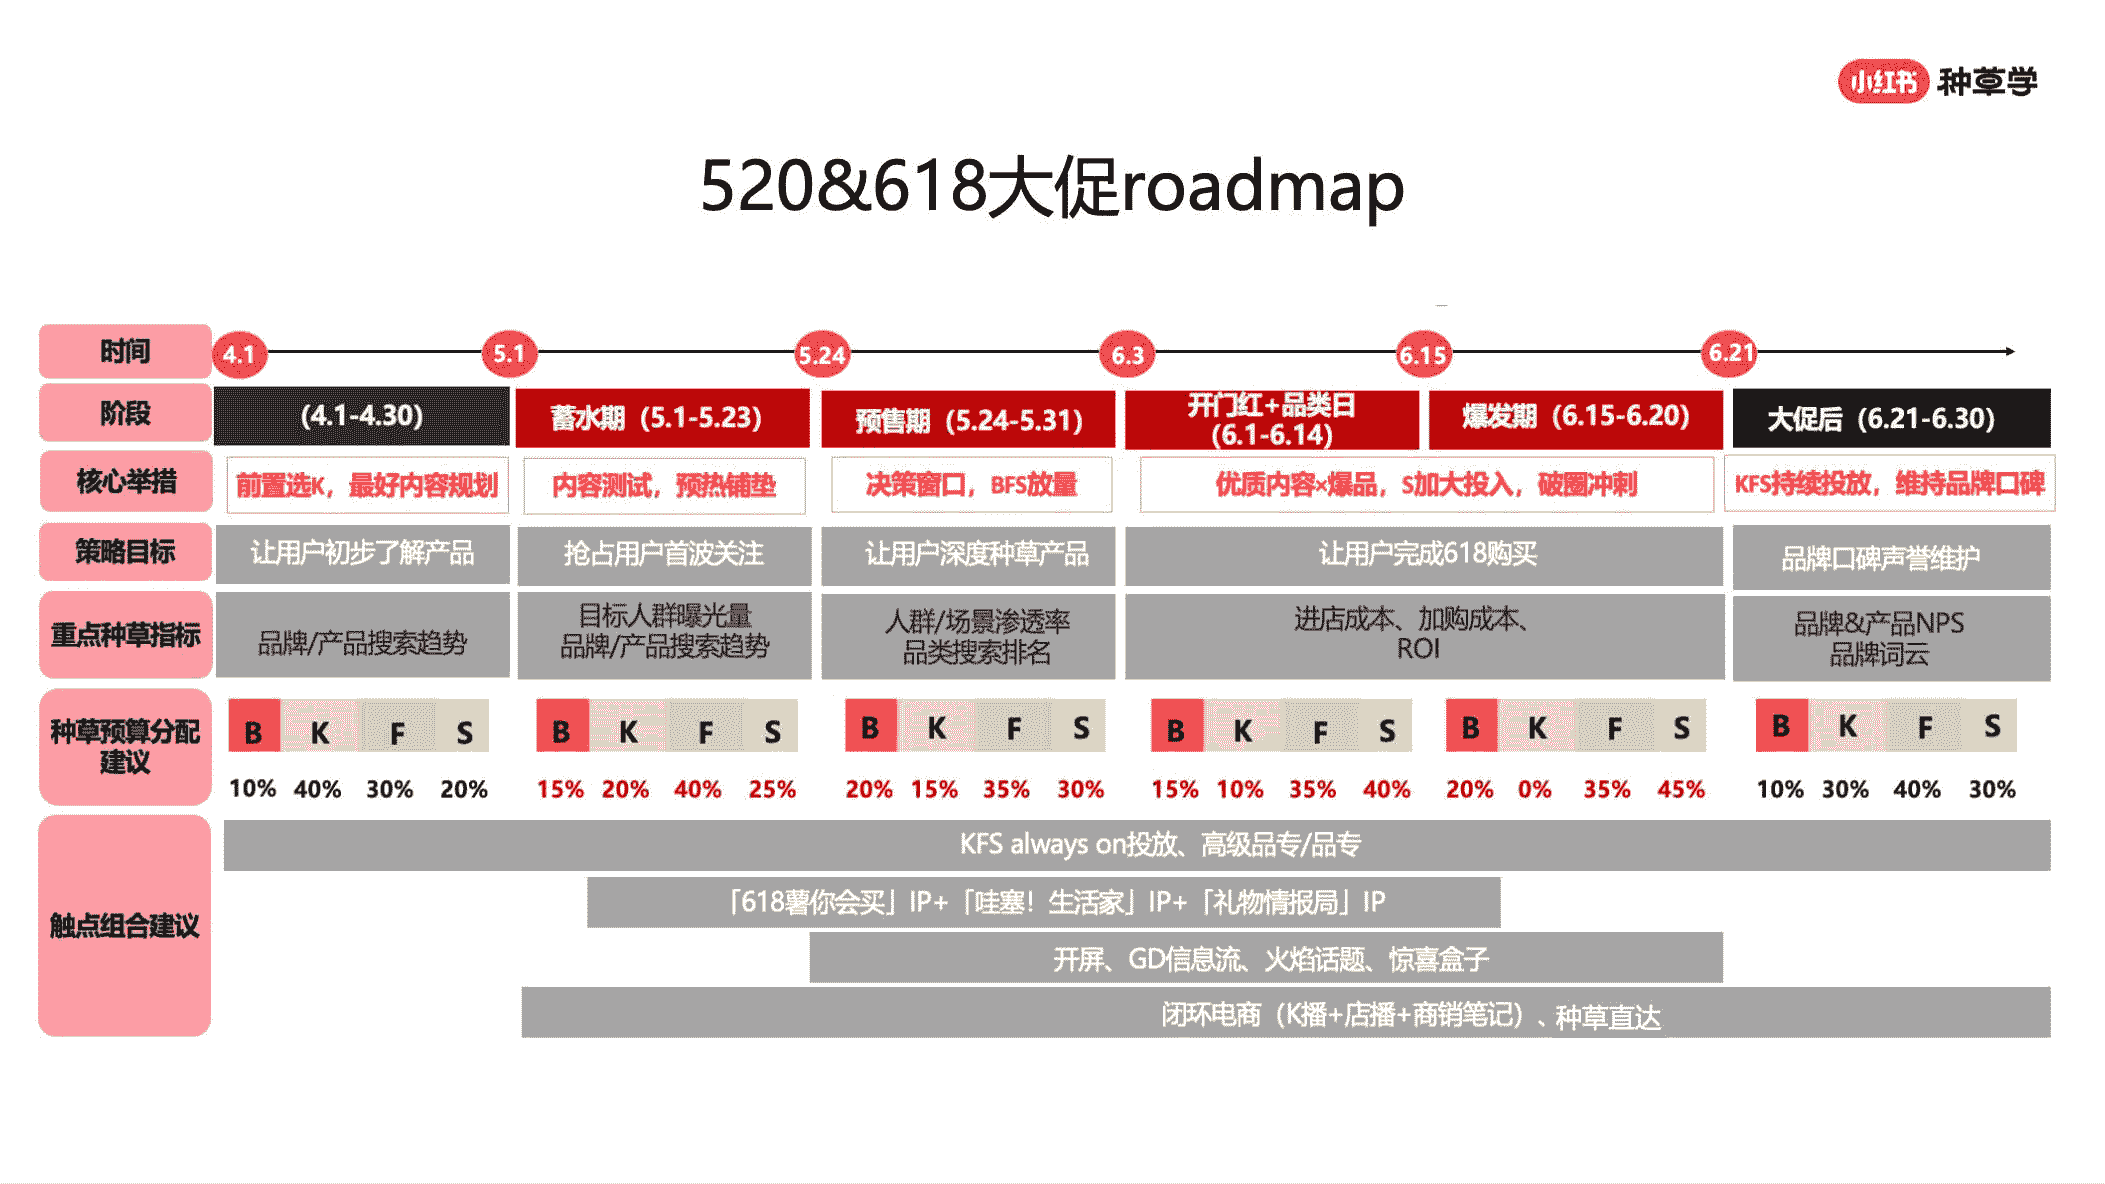 小红书 种草学
520&618大促roadmap
时间
4.1 5.1 5.24 6.3 6.15 6.21
阶段
(4.1-4.30)
蓄水期（5.1-5.23）
预售期（5.24-5.31）
开门红+品类日
(6.1-6.14)
爆发期（6.15-6.20）
大促后（6.21-6.30）
核心举措
前置选K，最好内容规划
内容测试，预热铺垫
决策窗口，BFS放量
优质内容×爆品，S加大投入，破圈冲刺
KFS持续投放，维持品牌口碑
策略目标
让用户初步了解产品
抢占用户首波关注
让用户深度种草产品
让用户完成618购买
品牌口碑声誉维护
重点种草指标
品牌/产品搜索趋势
目标人群曝光量
品牌/产品搜索趋势
人群/场景渗透率
品类搜索排名
进店成本、加购成本、
ROI
品牌&产品NPS
品牌词云
种草预算分配
建议
B K F S
10% 40% 30% 20%
B K F S
15% 20% 40% 25%
B K F S
20% 15% 35% 30%
B K F S
15% 10% 35% 40%
B K F S
20% 0% 35% 45%
B K F S
10% 30% 40% 30%
触点组合建议
KFS always on投放、高级品专/品专
「618薯你会买」IP+「哇塞！生活家」IP+「礼物情报局」IP
开屏、GD信息流、火焰话题、惊喜盒子
闭环电商（K播+店播+商销笔记）、种草直达